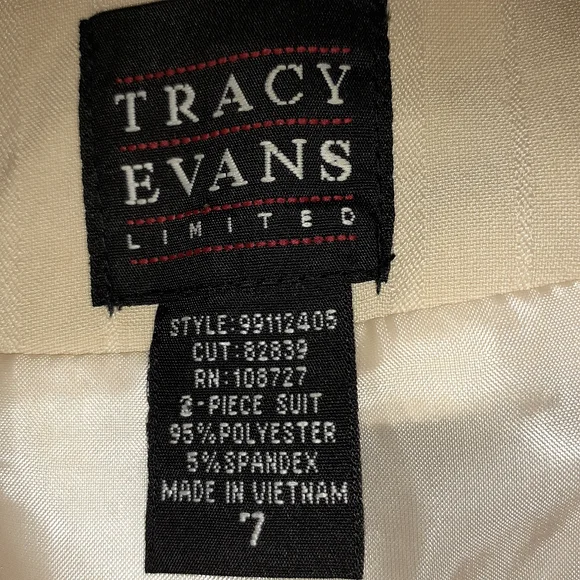 TRACY
EVANS
LIMITED
STYLE:99112405
CUT:82839
RN:108727
2-PIECE SUIT
95%POLYESTER
5%SPANDEX
MADE IN VIETNAM
7